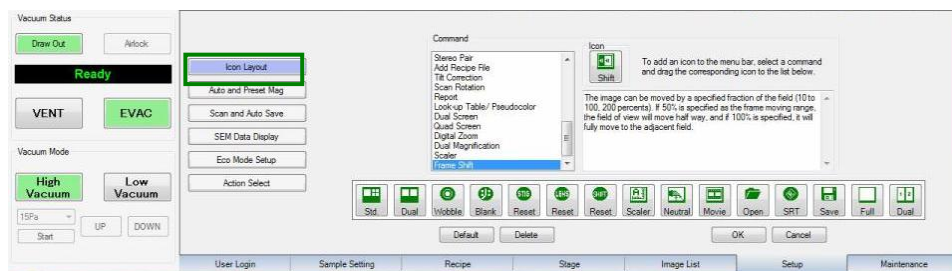 Vacuum Status
Draw Out
Airlock
Ready
VENT
EVAC
Vacuum Mode
High Vacuum
Low Vacuum
15Pa
Start
UP
DOWN
Icon Layout
Auto and Preset Mag
Scan and Auto Save
SEM Data Display
Eco Mode Setup
Action Select
Command
Stereo Pair
Add Recipe File
Tilt Correction
Scan Rotation
Report
Look-up Table/ Pseudocolor
Dual Screen
Quad Screen
Digital Zoom
Dual Magnification
Scaler
Frame Shift
Icon
Shift
To add an icon to the menu bar, select a command
and drag the corresponding icon to the list below.
The image can be moved by a specified fraction of the field (10 to
100, 200 percents). If 50% is specified as the frame moving range,
the field of view will move half way, and if 100% is specified, it will
fully move to the adjacent field.
Std. Dual Wobble Blank Reset Reset Reset Scaler Neutral Movie Open SRT Save Full Dual
Default
Delete
OK
Cancel
User Login
Sample Setting
Recipe
Stage
Image List
Setup
Maintenance